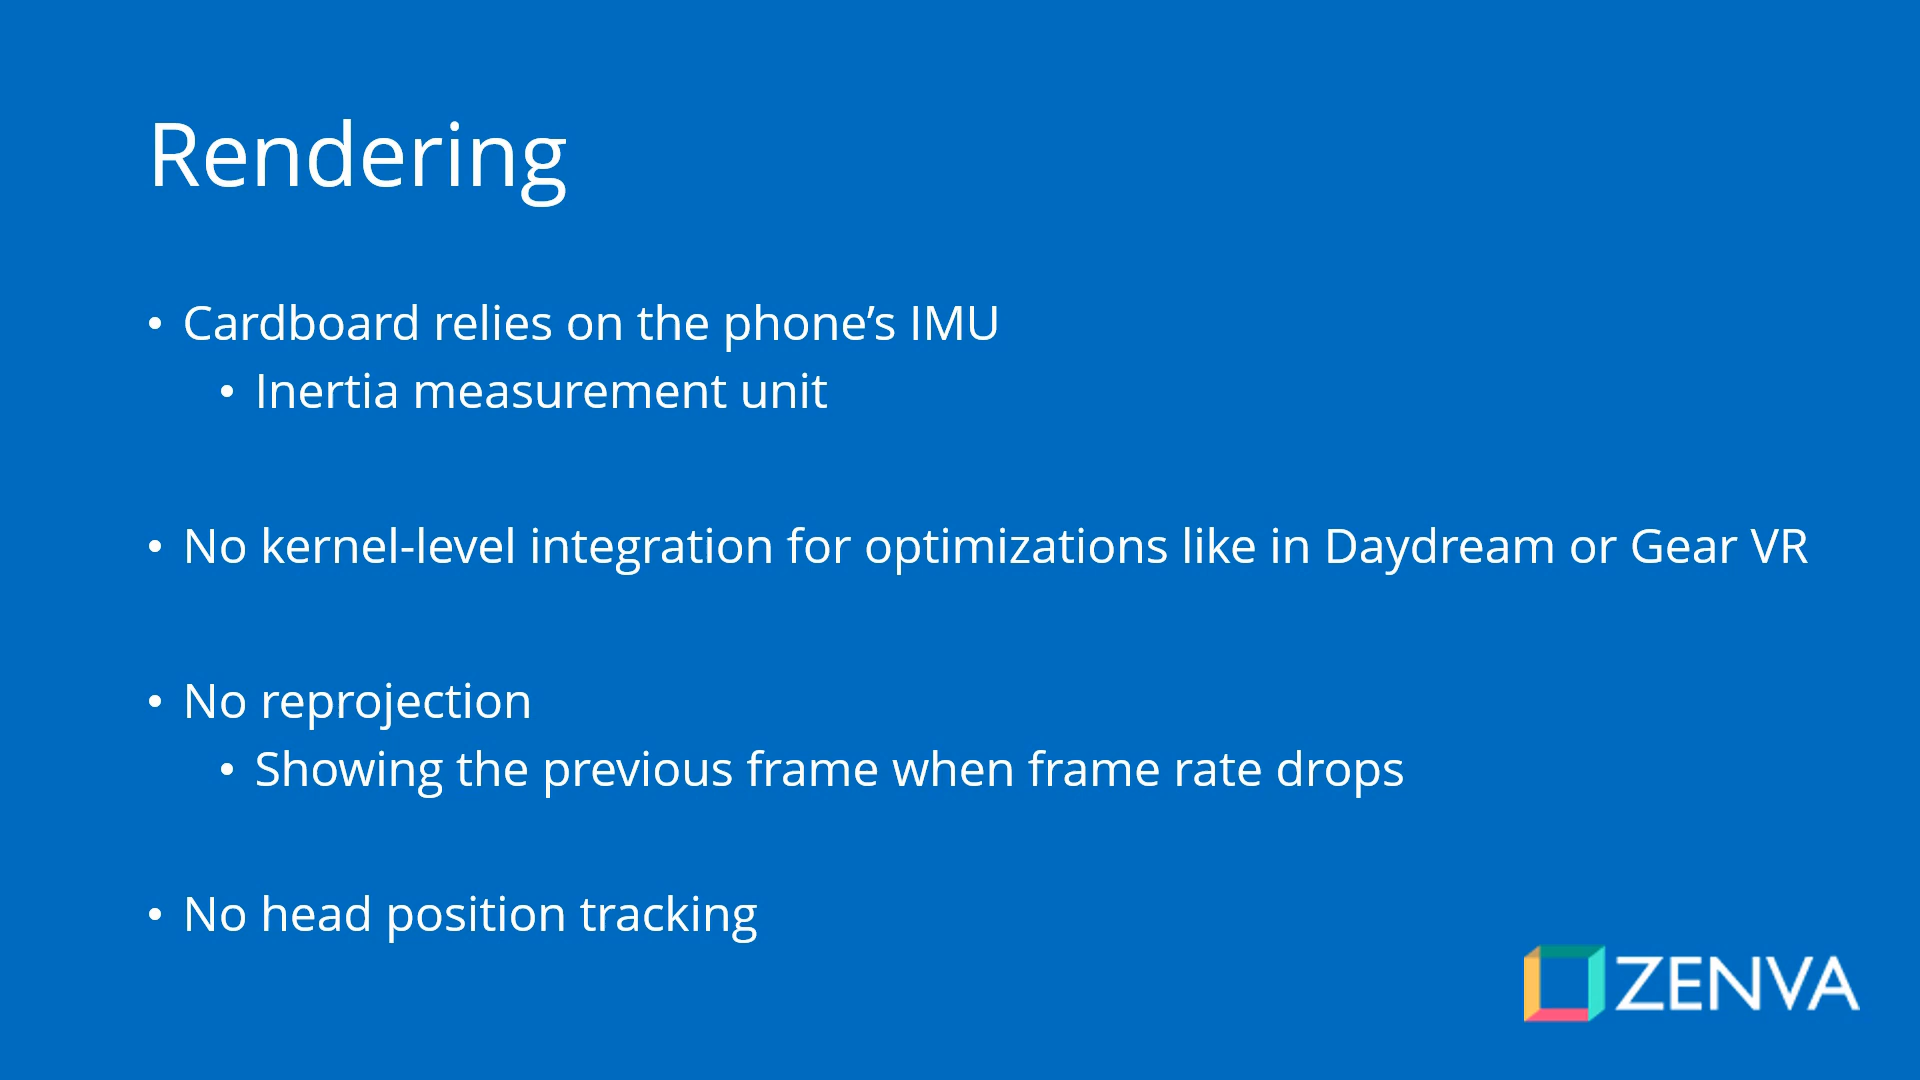 Rendering
• Cardboard relies on the phone’s IMU
• Inertia measurement unit
• No kernel-level integration for optimizations like in Daydream or Gear VR
• No reprojection
• Showing the previous frame when frame rate drops
• No head position tracking
ZENVA